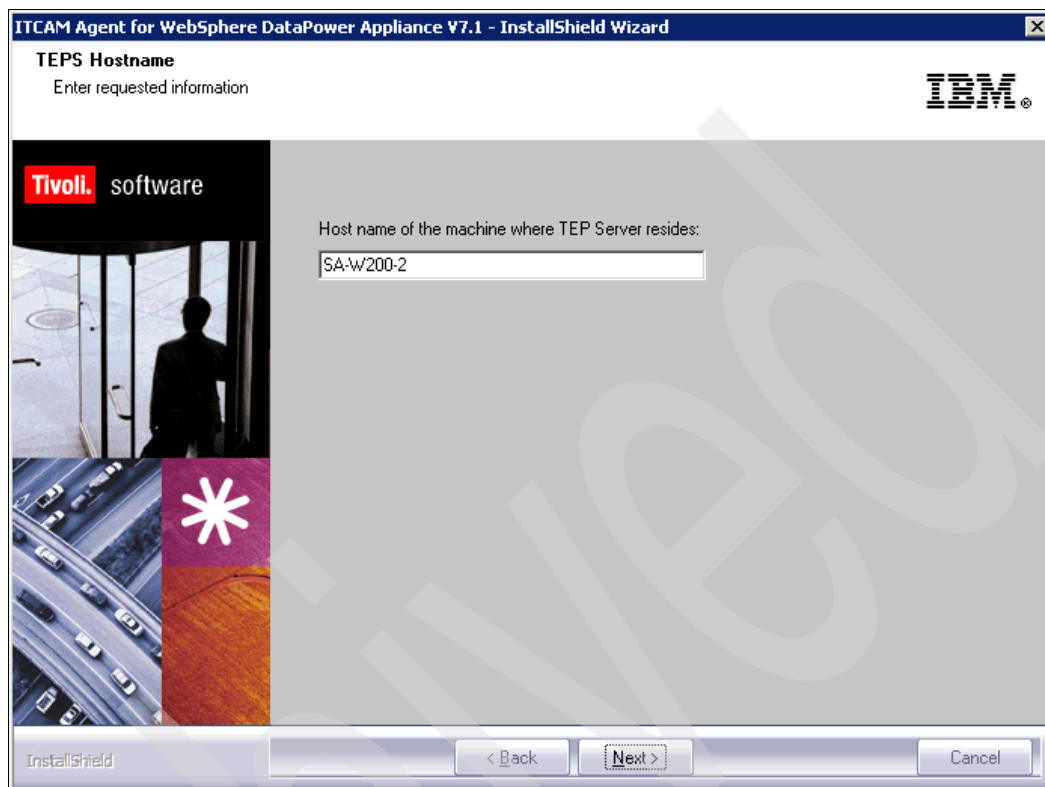 ITCAM Agent for WebSphere DataPower Appliance V7.1 - InstallShield Wizard
TEPS Hostname
Enter requested information
IBM®
Tivoli. software
Host name of the machine where TEP Server resides:
SA-W200-2
InstallShield
< Back
Next >
Cancel